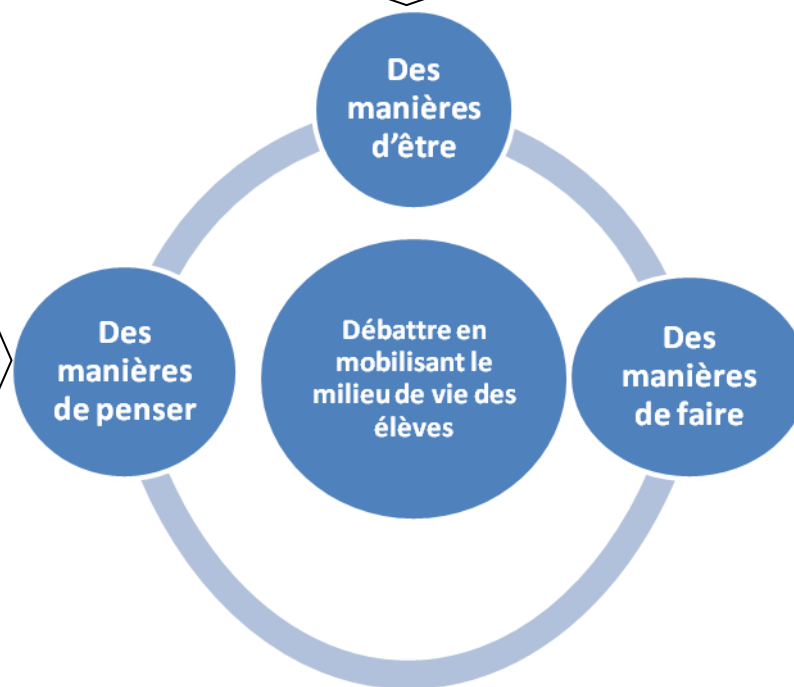 Des
manières
d'être
Des
manières
de penser
Débattre en
mobilisant le
milieu de vie des
élèves
Des
manières
de faire